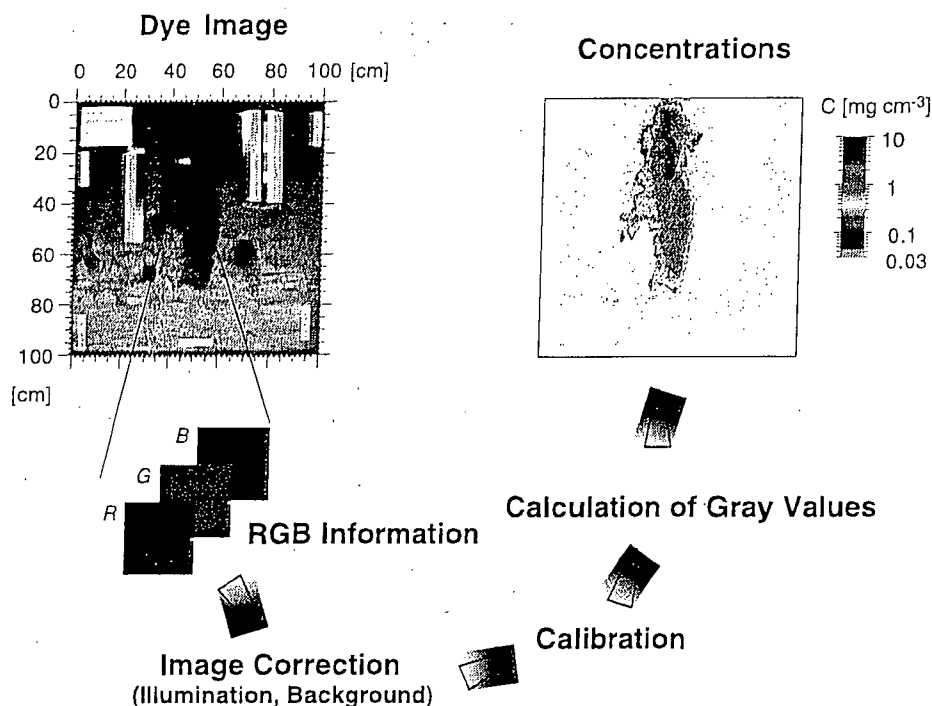 Dye Image
0 20 40 60 80 100 [cm]
0
20
40
60
80
100
[cm]
Concentrations
C [mg cm-3]
10
1
0.1
0.03
B
G
R
RGB Information
Calculation of Gray Values
Calibration
Image Correction
(Illumination, Background)